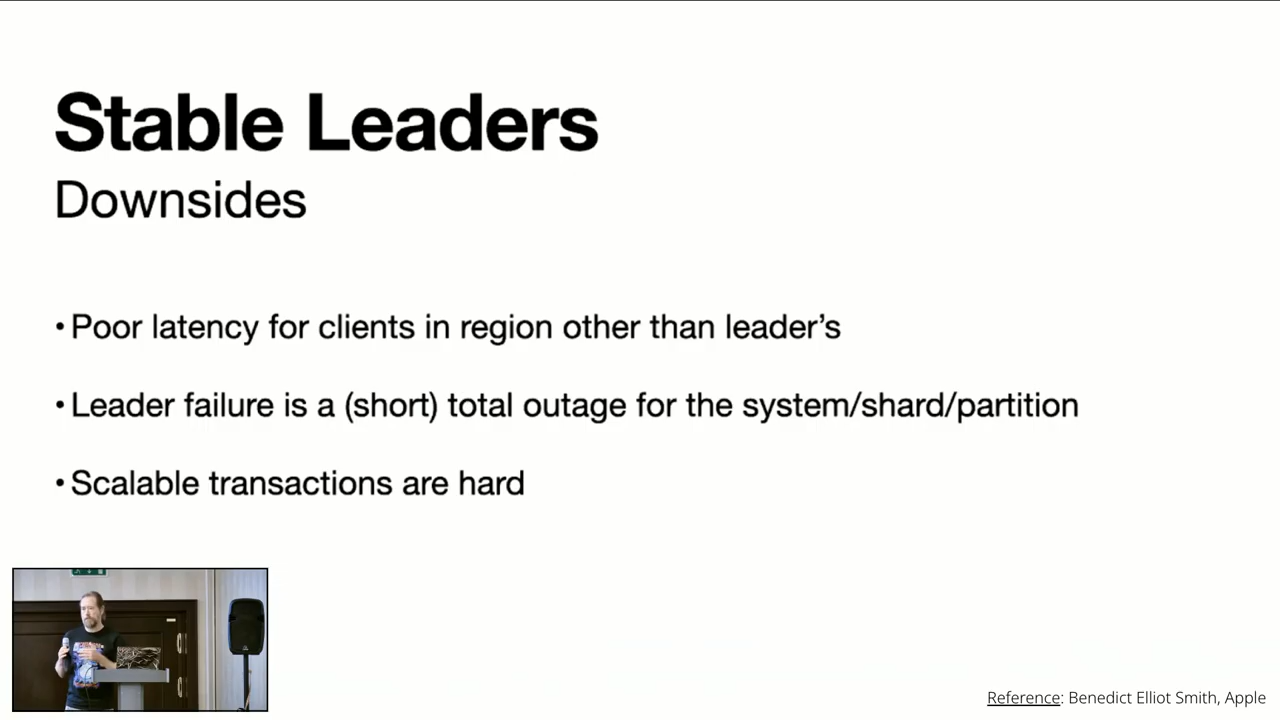 Stable Leaders
Downsides
• Poor latency for clients in region other than leader’s
• Leader failure is a (short) total outage for the system/shard/partition
• Scalable transactions are hard
Reference: Benedict Elliot Smith, Apple